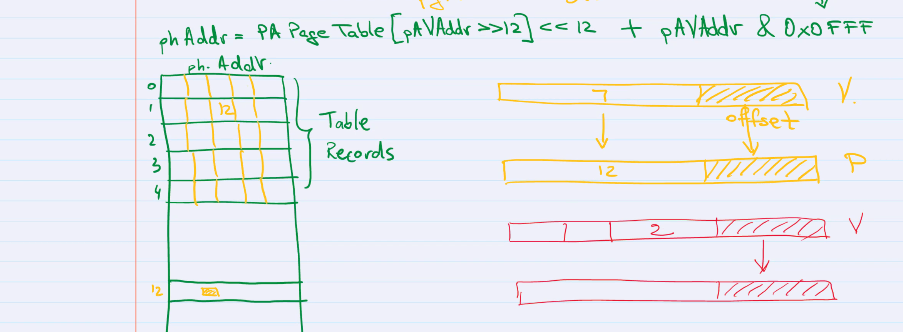 phAddr = PA Page Table [pAVAddr >>12] << 12 + pAVAddr & 0x0FFF
ph. Addr.
0
1 12
2
3
4
Table
Records
12
7 V.
offset
12 P
1 2 V